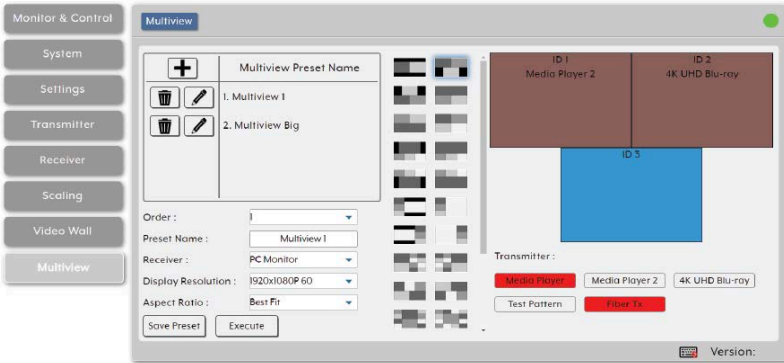 Monitor & Control
System
Settings
Transmitter
Receiver
Scaling
Video Wall
Multiview
Multiview
Multiview Preset Name
1. Multiview 1
2. Multiview Big
Order :
1
Preset Name :
Multiview 1
Receiver :
PC Monitor
Display Resolution :
1920x1080P 60
Aspect Ratio :
Best Fit
Save Preset
Execute
ID 1
Media Player 2
ID 2
4K UHD Blu-ray
ID 3
Transmitter :
Media Player
Media Player 2
4K UHD Blu-ray
Test Pattern
Fiber Tx
Version: